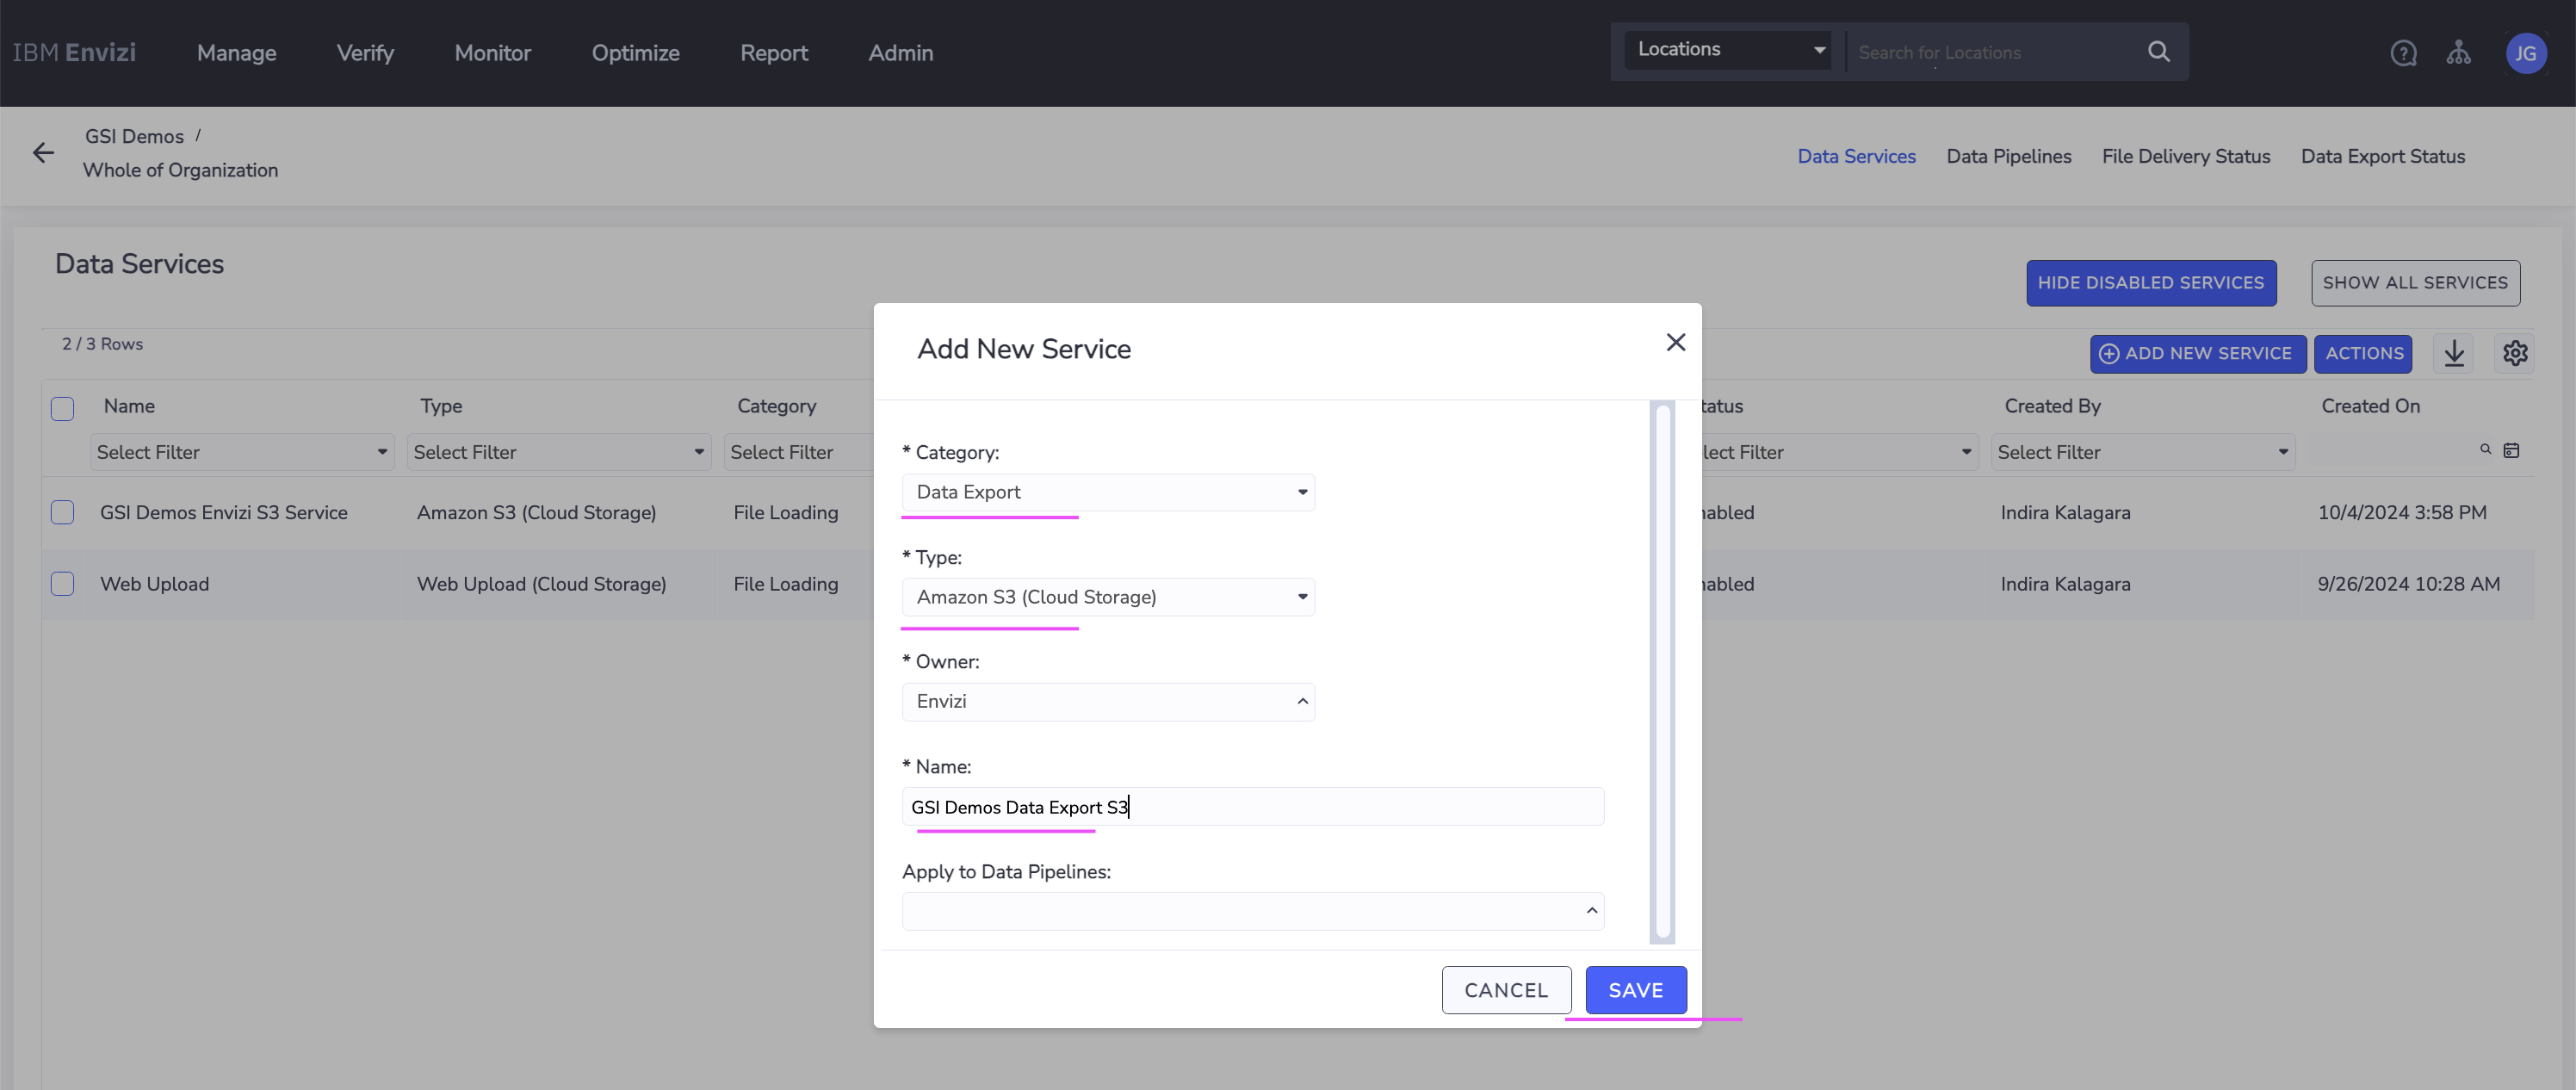 IBM Envizi Manage Verify Monitor Optimize Report Admin Locations Search for Locations JG
GSI Demos /
Whole of Organization
Data Services Data Pipelines File Delivery Status Data Export Status
Data Services
HIDE DISABLED SERVICES SHOW ALL SERVICES
2 / 3 Rows
ADD NEW SERVICE ACTIONS
Name Type Category tatus Created By Created On
Select Filter Select Filter Select Filter lect Filter Select Filter
GSI Demos Envizi S3 Service Amazon S3 (Cloud Storage) File Loading nabled Indira Kalagara 10/4/2024 3:58 PM
Web Upload Web Upload (Cloud Storage) File Loading nabled Indira Kalagara 9/26/2024 10:28 AM
Add New Service
* Category:
Data Export
* Type:
Amazon S3 (Cloud Storage)
* Owner:
Envizi
* Name:
GSI Demos Data Export S3
Apply to Data Pipelines:
CANCEL SAVE